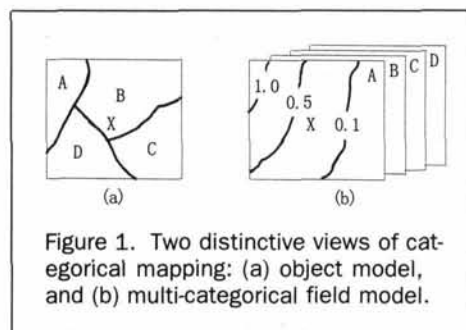 A
B
X
D
C
(a)
A
B
C
D
1.0
0.5
X
0.1
(b)
Figure 1. Two distinctive views of cat-
egorical mapping: (a) object model,
and (b) multi-categorical field model.